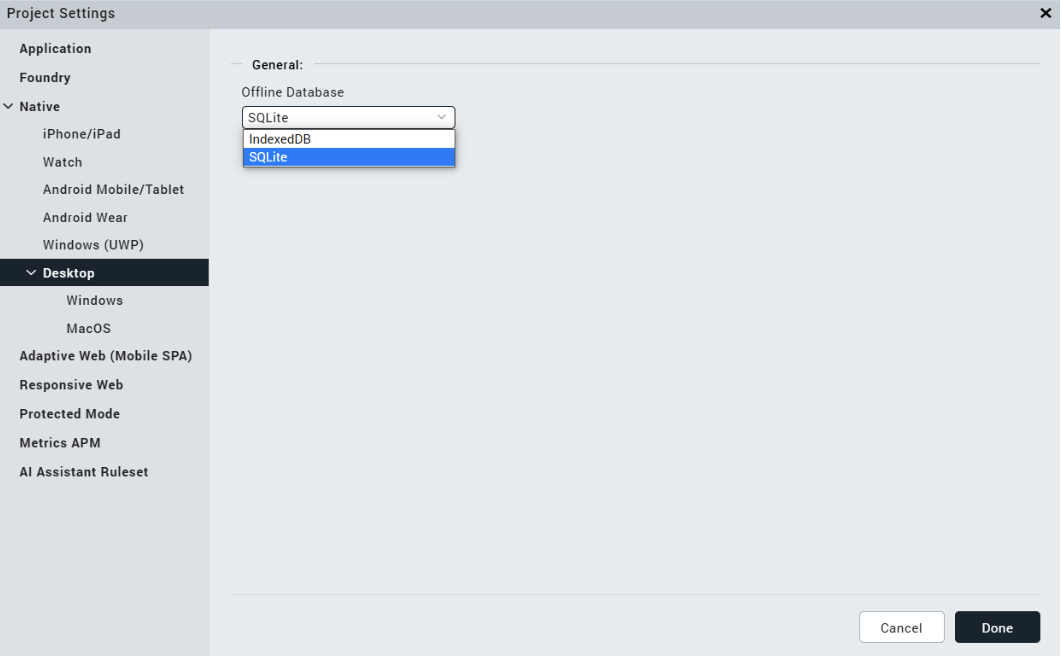 Project Settings
Application
Foundry
Native
iPhone/iPad
Watch
Android Mobile/Tablet
Android Wear
Windows (UWP)
Desktop
Windows
MacOS
Adaptive Web (Mobile SPA)
Responsive Web
Protected Mode
Metrics APM
AI Assistant Ruleset
General:
Offline Database
SQLite
IndexedDB
SQLite
Cancel
Done